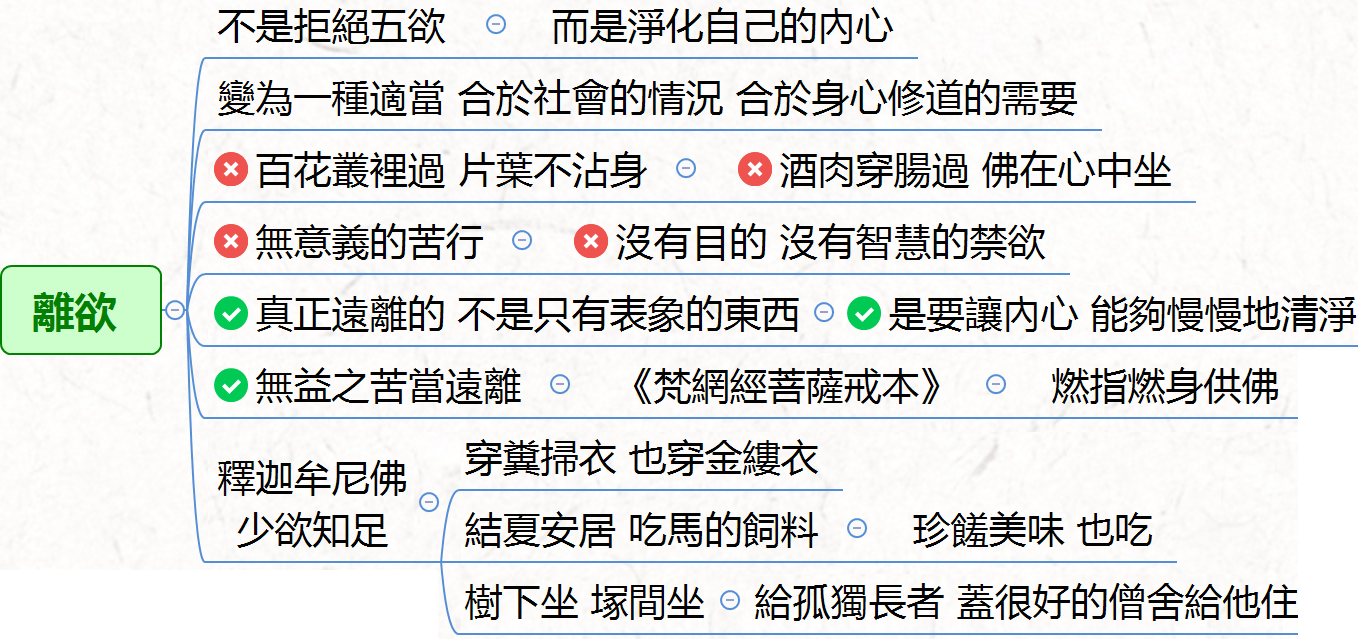 不是拒絕五欲 而是淨化自己的內心
變為一種適當 合於社會的情況 合於身心修道的需要
百花叢裡過 片葉不沾身 酒肉穿腸過 佛在心中坐
無意義的苦行 沒有目的 沒有智慧的禁欲
離欲
真正遠離的 不是只有表象的東西 是要讓內心 能夠慢慢地清淨
無益之苦當遠離 《梵網經菩薩戒本》 燃指燃身供佛
釋迦牟尼佛
少欲知足
穿糞掃衣 也穿金縷衣
結夏安居 吃馬的飼料 珍饈美味 也吃
樹下坐 塚間坐 給孤獨長者 蓋很好的僧舍給他住